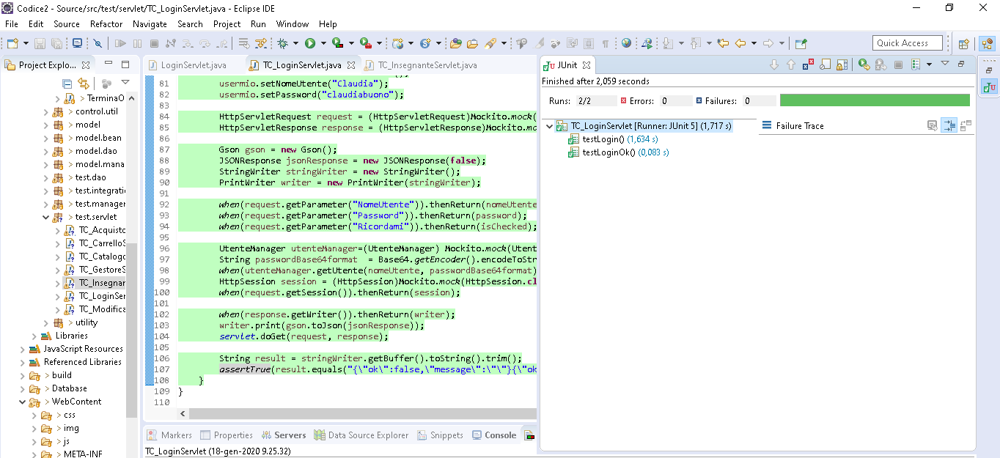 Codice2 - Source/src/test/servlet/TC_LoginServlet.java - Eclipse IDE
File Edit Source Refactor Navigate Search Project Run Window Help
Quick Access
Project Explo...
TerminaO
> control.util
> model
> model.bean
> model.dao
> model.mana
> test.dao
> test.integratio
> test.manager
> test.servlet
TC_Acquisto
TC_CarrelloS
TC_Catalogo
TC_GestoreS
TC_Insegnan
TC_LoginSer
TC_Modifica
> utility
Libraries
JavaScript Resources
Referenced Libraries
> build
> Database
> WebContent
> css
> img
> js
> META-INF
LoginServlet.java TC_LoginServlet.java TC_InsegnanteServlet.java
81 usermio.setNomeUtente("Claudia");
82 usermio.setPassword("claudiabuono");
83
84 HttpServletRequest request = (HttpServletRequest)Mockito.mock(
85 HttpServletResponse response = (HttpServletResponse)Mockito.mo
86
87 Gson gson = new Gson();
88 JSONResponse jsonResponse = new JSONResponse(false);
89 StringWriter stringWriter = new StringWriter();
90 PrintWriter writer = new PrintWriter(stringWriter);
91
92 when(request.getParameter("NomeUtente")).thenReturn(nomeUtente
93 when(request.getParameter("Password")).thenReturn(password);
94 when(request.getParameter("Ricordami")).thenReturn(isChecked);
95
96 UtenteManager utenteManager=(UtenteManager) Mockito.mock(Utent
97 String passwordBase64format = Base64.getEncoder().encodeToStr
98 when(utenteManager.getUtente(nomeUtente, passwordBase64format)
99 HttpSession session = (HttpSession)Mockito.mock(HttpSession.cl
100 when(request.getSession()).thenReturn(session);
101
102 when(response.getWriter()).thenReturn(writer);
103 writer.print(gson.toJson(jsonResponse));
104 servlet.doGet(request, response);
105
106 String result = stringWriter.getBuffer().toString().trim();
107 assertTrue(result.equals("{\"ok\":false,\"message\":\"\"}{\"ok
108 }
109 }
110
Markers Properties Servers Data Source Explorer Snippets Console
TC_LoginServlet (18-gen-2020 9.25.32)
JUnit
Finished after 2,059 seconds
Runs: 2/2 Errors: 0 Failures: 0
TC_LoginServlet [Runner: JUnit 5] (1,717 s)
testLogin() (1,634 s)
testLoginOk() (0,083 s)
Failure Trace